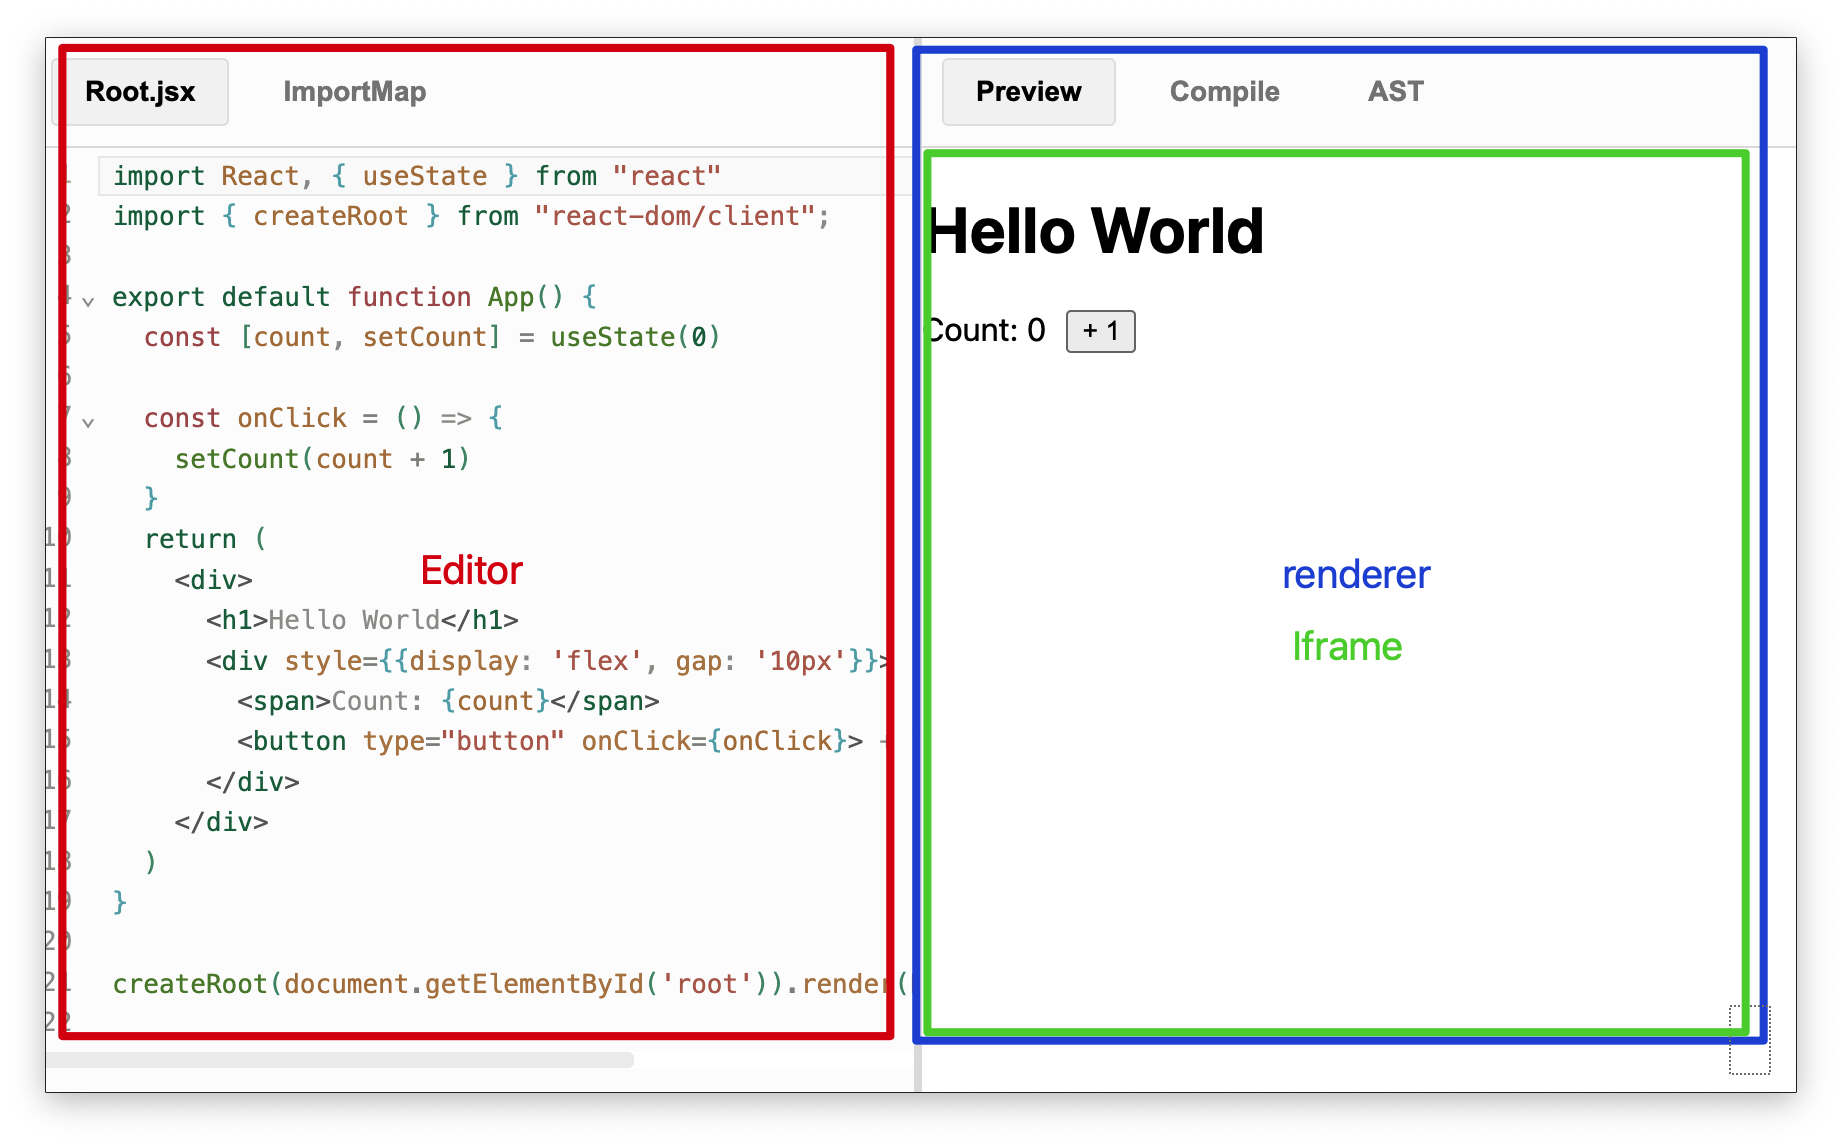 Root.jsx ImportMap
Preview Compile AST
1 import React, { useState } from "react"
2 import { createRoot } from "react-dom/client";
3
4 export default function App() {
5 const [count, setCount] = useState(0)
6
7 const onClick = () => {
8 setCount(count + 1)
9 }
10 return (
11 <div>
12 <h1>Hello World</h1>
13 <div style={{display: 'flex', gap: '10px'}}>
14 <span>Count: {count}</span>
15 <button type="button" onClick={onClick}>
16 </div>
17 </div>
18 )
19 }
20
21 createRoot(document.getElementById('root')).render(
22
Editor
Hello World
Count: 0 + 1
renderer
Iframe